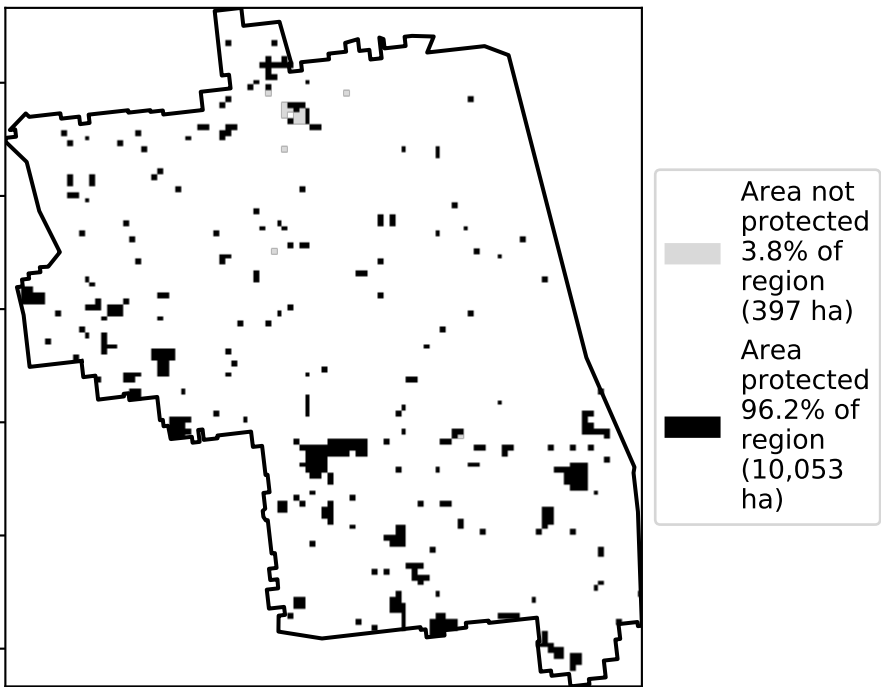 Area not
protected
3.8% of
region
(397 ha)
Area
protected
96.2% of
region
(10,053
ha)